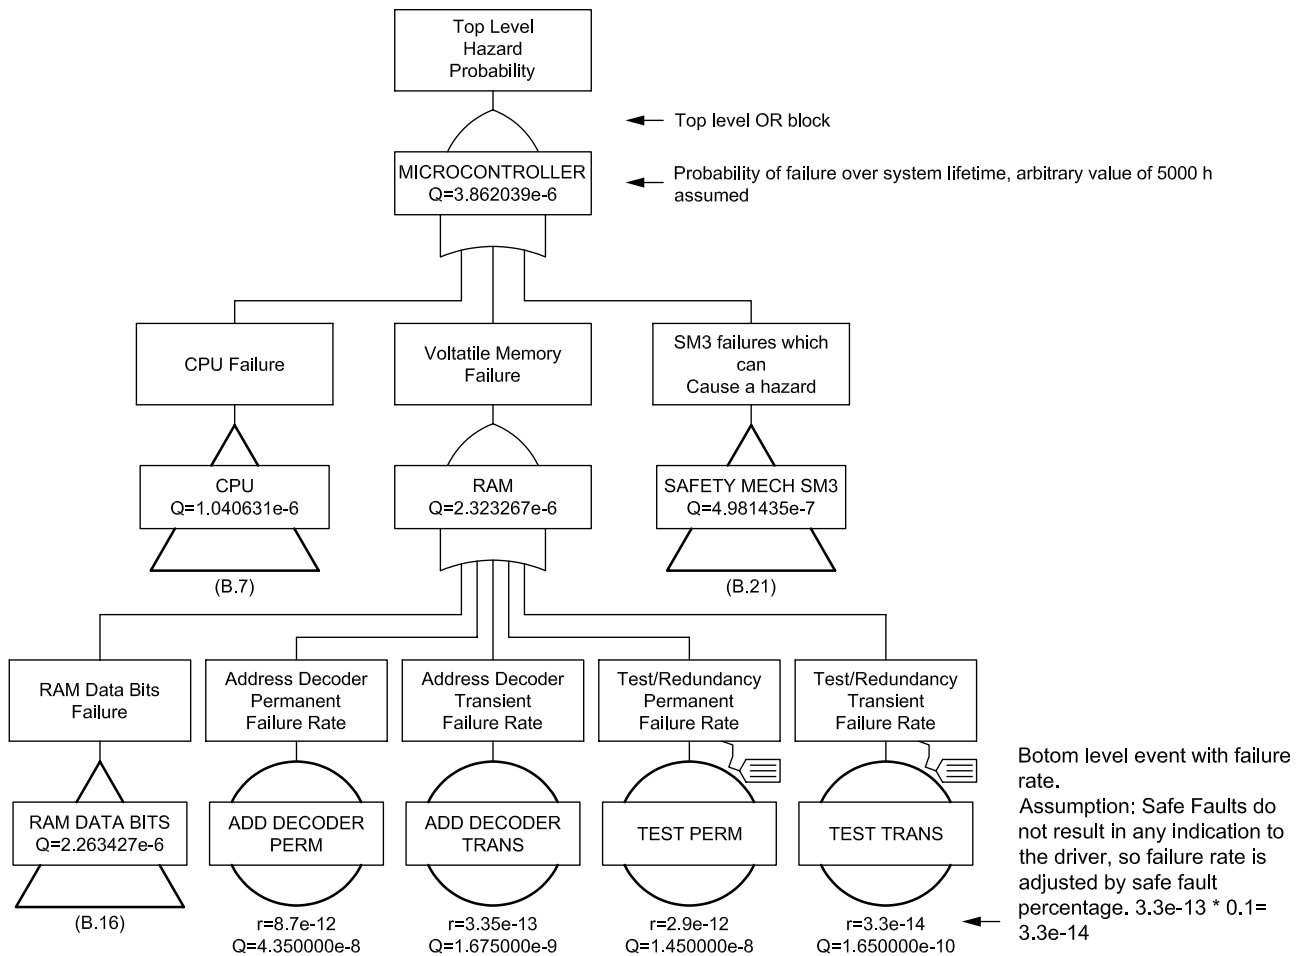 Top Level
Hazard
Probability
Top level OR block
MICROCONTROLLER
Q=3.862039e-6
Probability of failure over system lifetime, arbitrary value of 5000 h
assumed
CPU Failure
Voltatile Memory
Failure
SM3 failures which
can
Cause a hazard
CPU
Q=1.040631e-6
RAM
Q=2.323267e-6
SAFETY MECH SM3
Q=4.981435e-7
(B.7)
(B.21)
RAM Data Bits
Failure
Address Decoder
Permanent
Failure Rate
Address Decoder
Transient
Failure Rate
Test/Redundancy
Permanent
Failure Rate
Test/Redundancy
Transient
Failure Rate
RAM DATA BITS
Q=2.263427e-6
ADD DECODER
PERM
ADD DECODER
TRANS
TEST PERM
TEST TRANS
(B.16)
r=8.7e-12
Q=4.350000e-8
r=3.35e-13
Q=1.675000e-9
r=2.9e-12
Q=1.450000e-8
r=3.3e-14
Q=1.650000e-10
Botom level event with failure
rate.
Assumption: Safe Faults do
not result in any indication to
the driver, so failure rate is
adjusted by safe fault
percentage. 3.3e-13 * 0.1=
3.3e-14